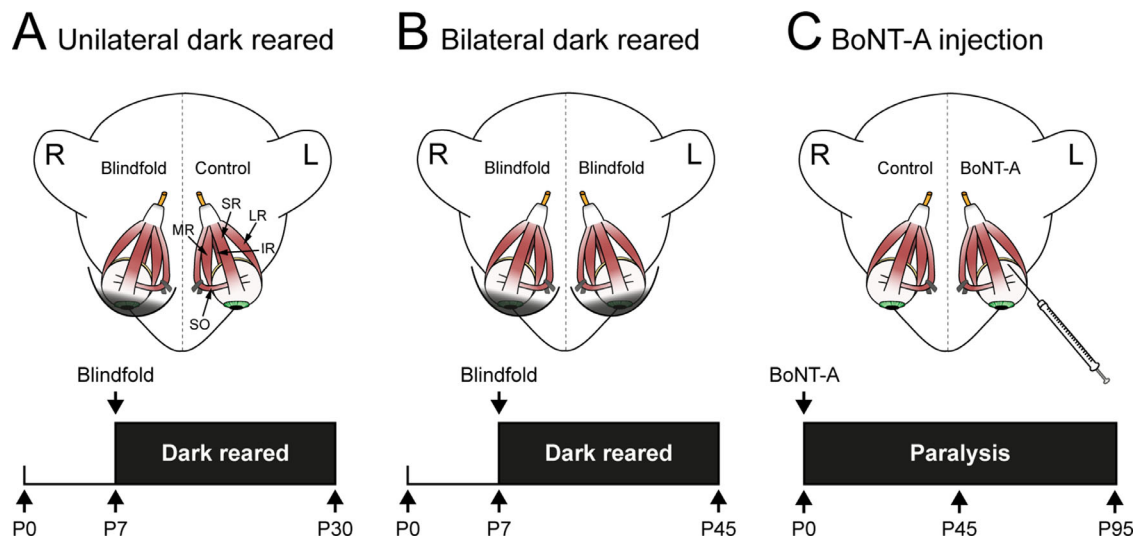 A Unilateral dark reared
R
L
Blindfold
Control
SR
LR
MR
IR
SO
Blindfold
Dark reared
P0
P7
P30
B Bilateral dark reared
R
L
Blindfold
Blindfold
Blindfold
Dark reared
P0
P7
P45
C BoNT-A injection
R
L
Control
BoNT-A
BoNT-A
Paralysis
P0
P45
P95